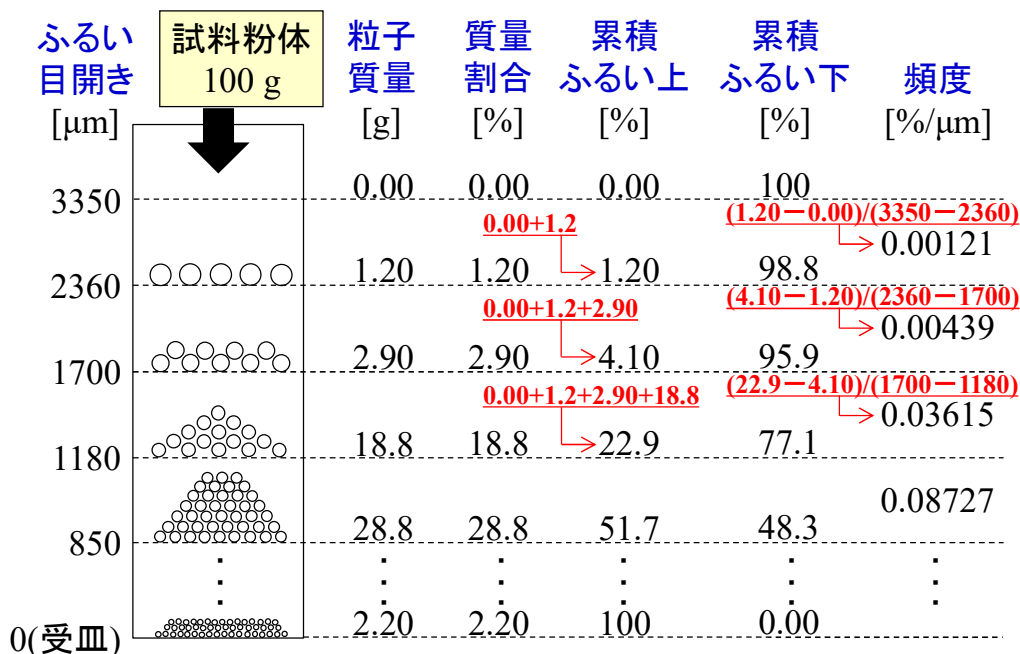 ふるい 試料粉体 粒子 質量 累積 累積
目開き 100 g 質量 割合 ふるい上 ふるい下 頻度
[μm] [g] [%] [%] [%] [%/μm]
3350 0.00 0.00 0.00 100
(1.20－0.00)/(3350－2360)
0.00+1.2
0.00121
2360 1.20 1.20 1.20 98.8
(4.10－1.20)/(2360－1700)
0.00+1.2+2.90
0.00439
1700 2.90 2.90 4.10 95.9
(22.9－4.10)/(1700－1180)
0.00+1.2+2.90+18.8
0.03615
1180 18.8 18.8 22.9 77.1
0.08727
850 28.8 28.8 51.7 48.3
0(受皿) 2.20 2.20 100 0.00